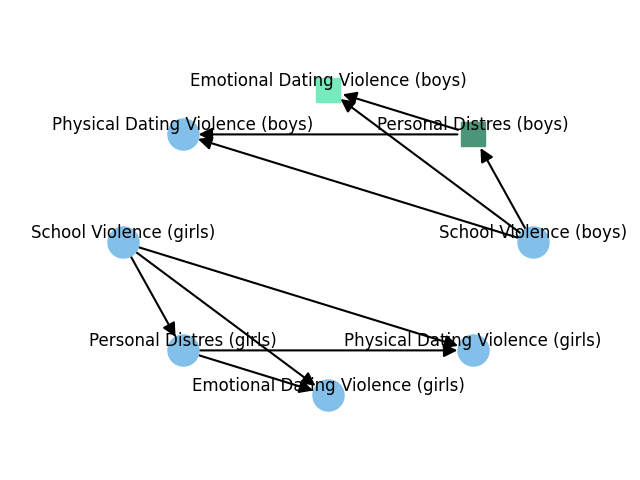 Emotional Dating Violence (boys)
Physical Dating Violence (boys)
Personal Distres (boys)
School Violence (girls)
School Violence (boys)
Personal Distres (girls)
Physical Dating Violence (girls)
Emotional Dating Violence (girls)